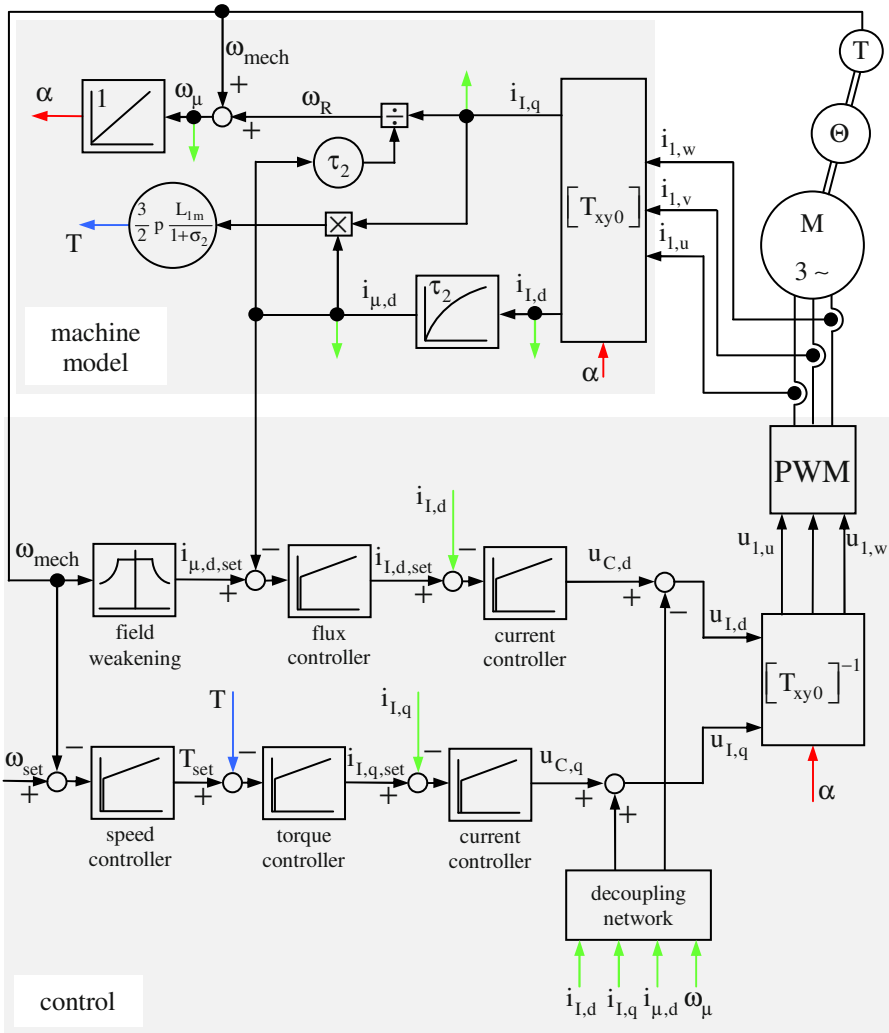 ω_mech
T
α
1
ω_μ
+
+
ω_R
÷
i_I,q
Θ
τ_2
i_1,w
[T_xy0]
i_1,v
i_1,u
M
3 ~
T
3/2 p L_1m/1+σ_2
×
i_μ,d
τ_2
i_I,d
machine
model
α
PWM
i_I,d
ω_mech
i_μ,d,set
−
+
i_I,d,set
−
+
u_C,d
+
−
u_1,u
u_1,w
u_I,d
field
weakening
flux
controller
current
controller
[T_xy0]^−1
T
i_I,q
ω_set
−
+
T_set
−
+
i_I,q,set
−
+
u_C,q
+
+
u_I,q
α
speed
controller
torque
controller
current
controller
decoupling
network
i_I,d
i_I,q
i_μ,d
ω_μ
control